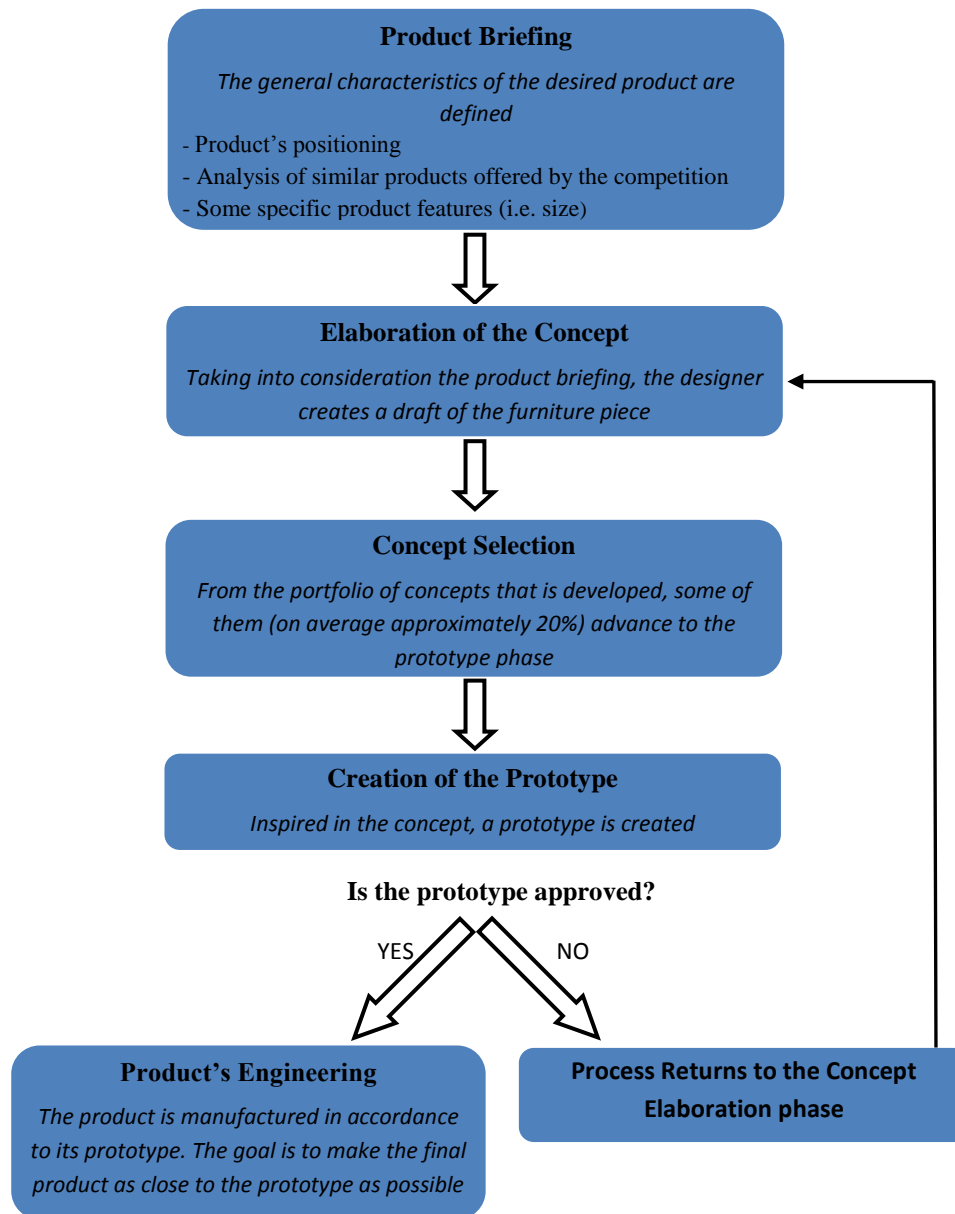 Product Briefing
The general characteristics of the desired product are
defined
- Product’s positioning
- Analysis of similar products offered by the competition
- Some specific product features (i.e. size)
Elaboration of the Concept
Taking into consideration the product briefing, the designer
creates a draft of the furniture piece
Concept Selection
From the portfolio of concepts that is developed, some of
them (on average approximately 20%) advance to the
prototype phase
Creation of the Prototype
Inspired in the concept, a prototype is created
Is the prototype approved?
YES
NO
Product’s Engineering
The product is manufactured in accordance
to its prototype. The goal is to make the final
product as close to the prototype as possible
Process Returns to the Concept
Elaboration phase